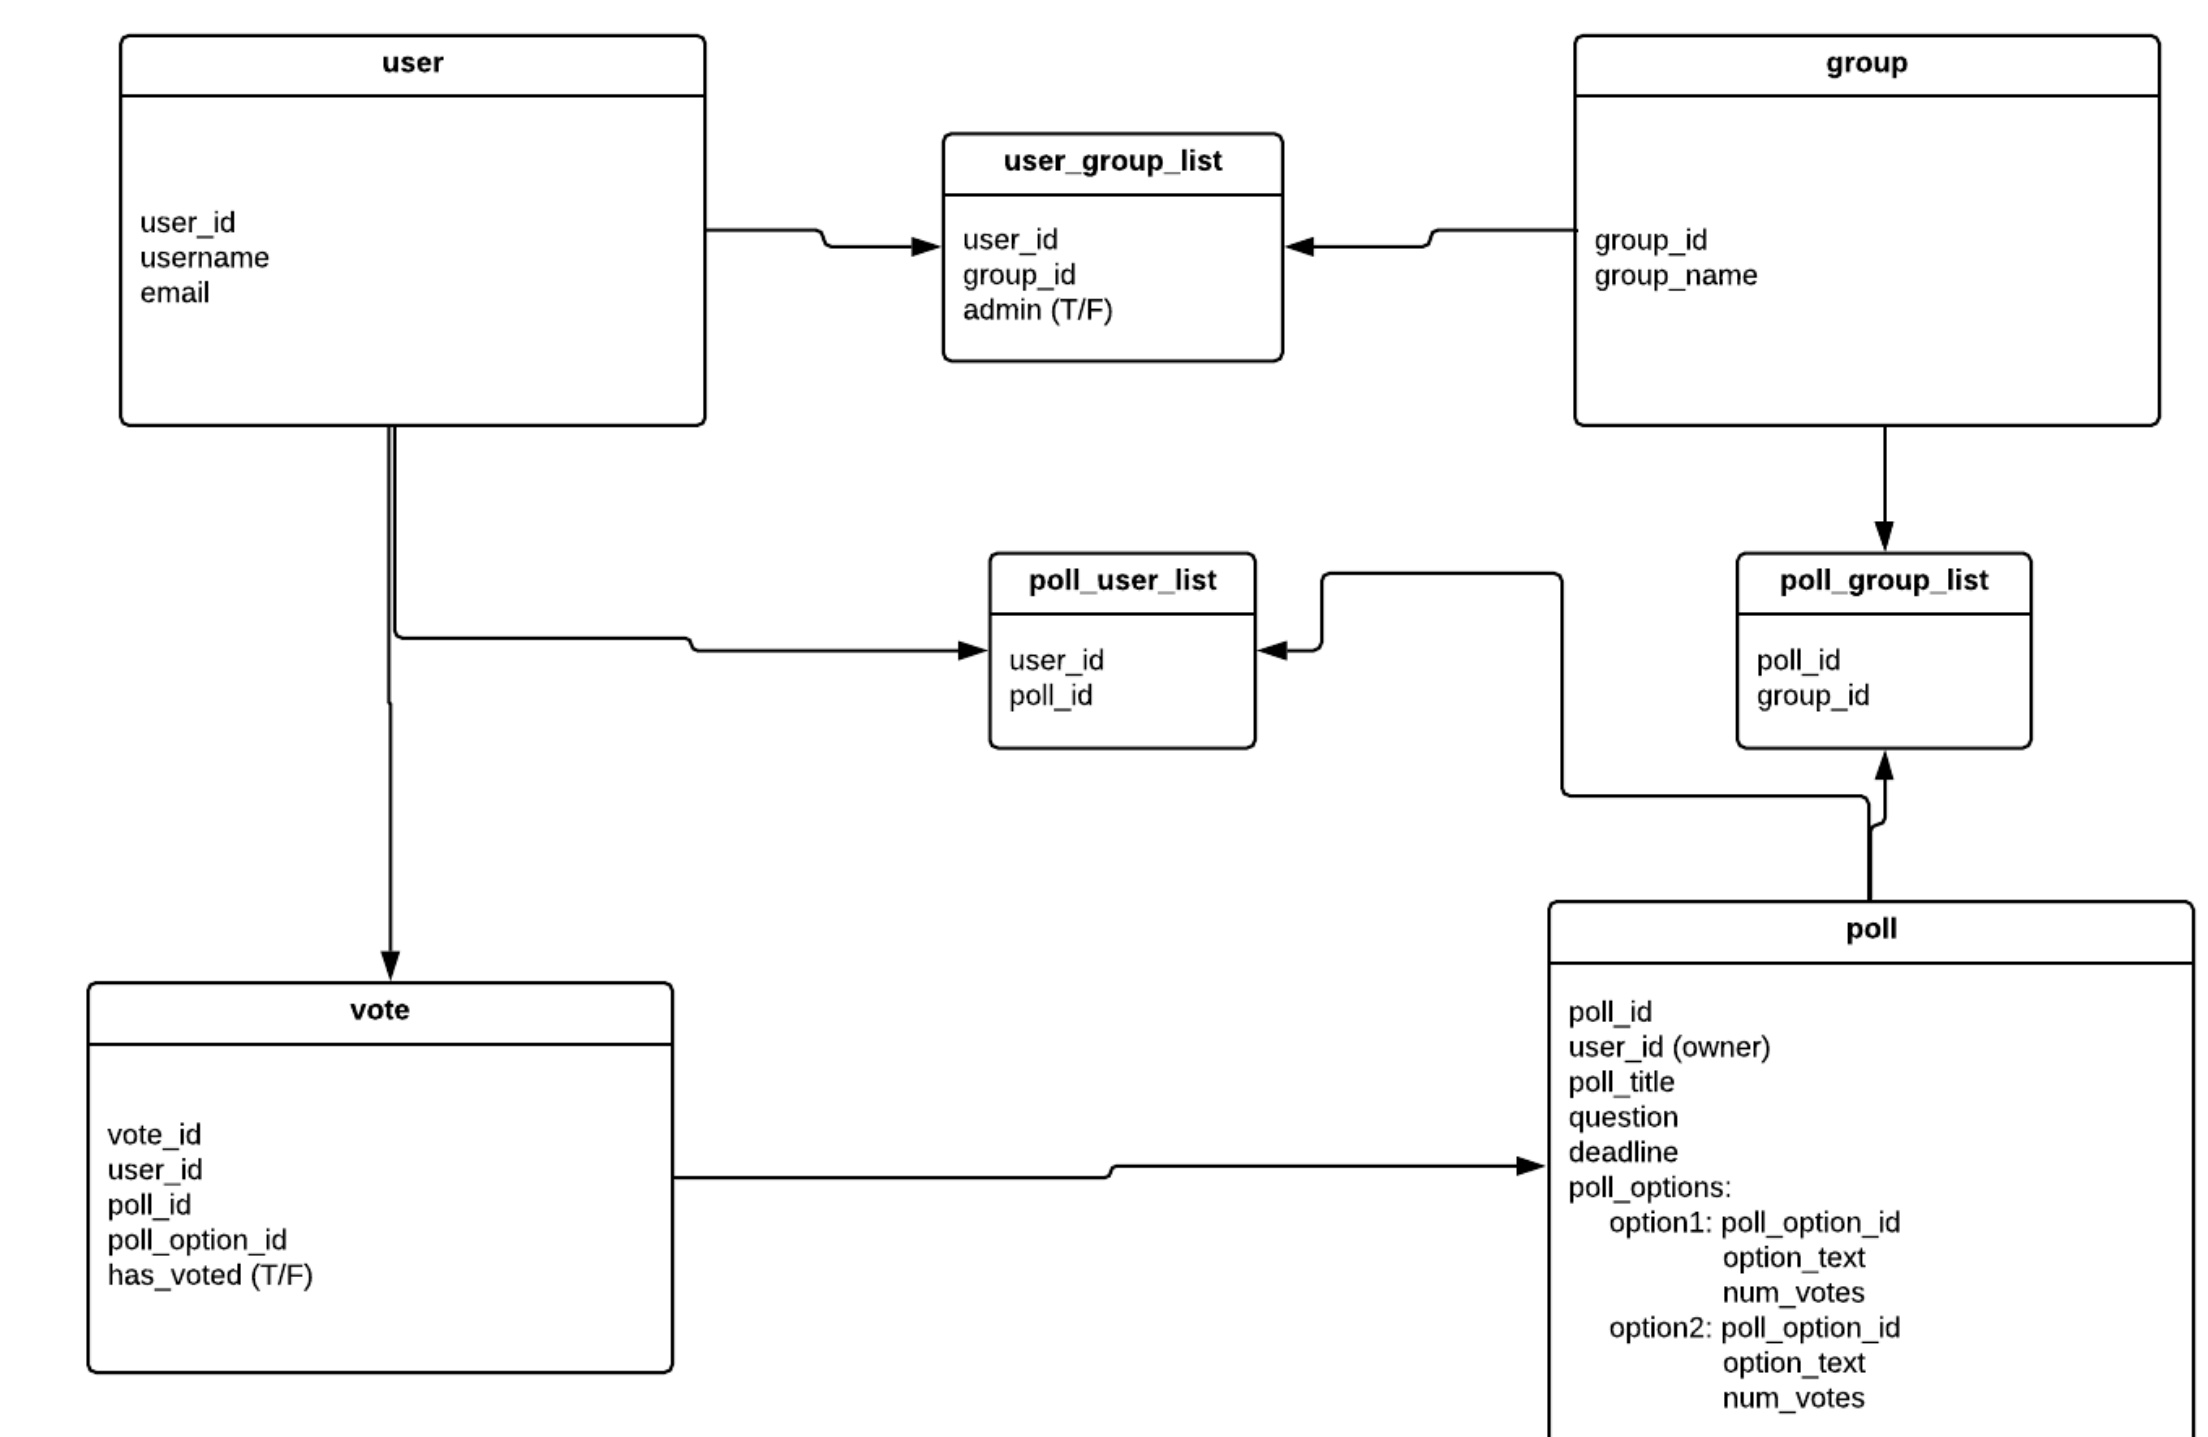 user
user_id
username
email
user_group_list
user_id
group_id
admin (T/F)
group
group_id
group_name
poll_user_list
user_id
poll_id
poll_group_list
poll_id
group_id
vote
vote_id
user_id
poll_id
poll_option_id
has_voted (T/F)
poll
poll_id
user_id (owner)
poll_title
question
deadline
poll_options:
option1: poll_option_id
option_text
num_votes
option2: poll_option_id
option_text
num_votes